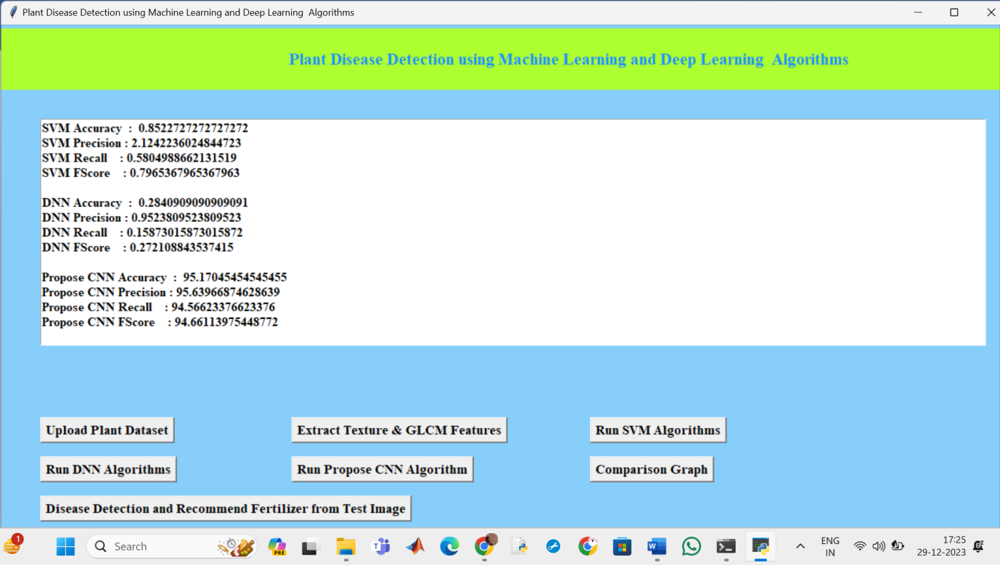 Plant Disease Detection using Machine Learning and Deep Learning  Algorithms
Plant Disease Detection using Machine Learning and Deep Learning  Algorithms
SVM Accuracy  :  0.8522727272727272
SVM Precision : 2.1242236024844723
SVM Recall    : 0.5804988662131519
SVM FScore    : 0.7965367965367963
DNN Accuracy  :  0.2840909090909091
DNN Precision : 0.9523809523809523
DNN Recall    : 0.15873015873015872
DNN FScore    : 0.272108843537415
Propose CNN Accuracy  :  95.17045454545455
Propose CNN Precision : 95.63966874628639
Propose CNN Recall    : 94.56623376623376
Propose CNN FScore    : 94.66113975448772
Upload Plant Dataset
Extract Texture & GLCM Features
Run SVM Algorithms
Run DNN Algorithms
Run Propose CNN Algorithm
Comparison Graph
Disease Detection and Recommend Fertilizer from Test Image
1
Search
PRE
T
W
ENG
IN
17:25
29-12-2023